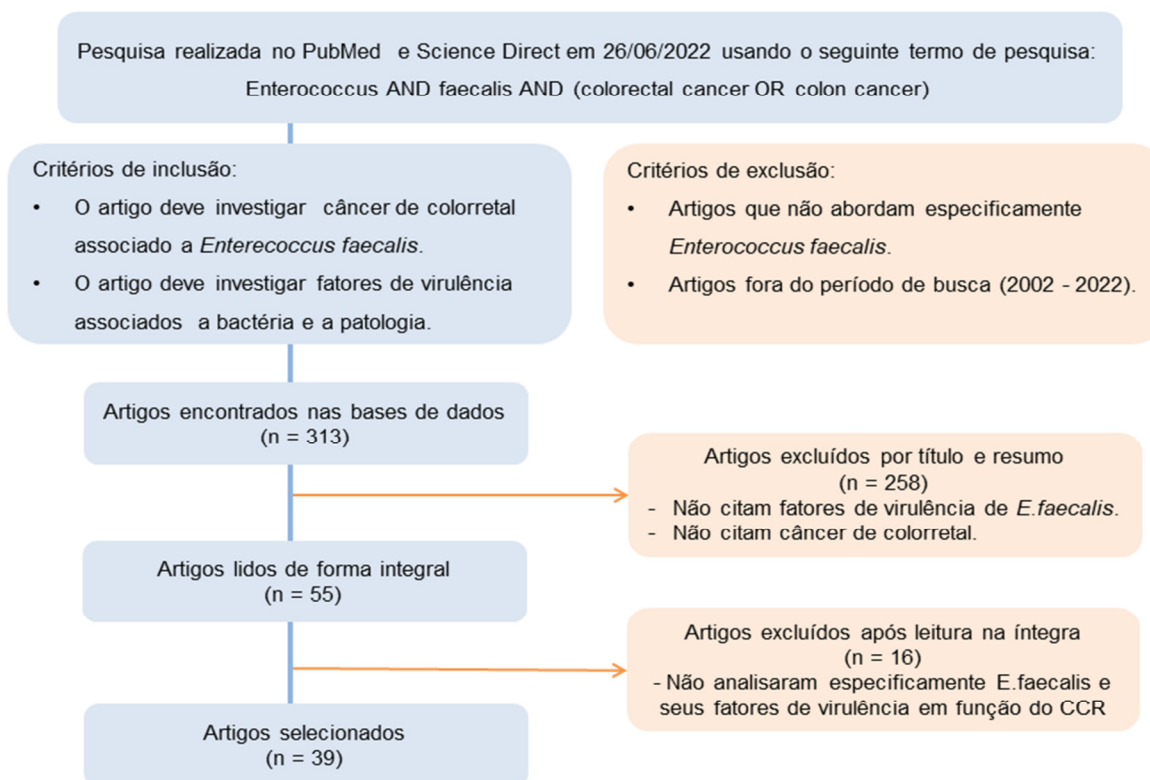 Pesquisa realizada no PubMed e Science Direct em 26/06/2022 usando o seguinte termo de pesquisa:
Enterococcus AND faecalis AND (colorectal cancer OR colon cancer)
Critérios de inclusão:
• O artigo deve investigar câncer de colorretal
associado a Enterecoccus faecalis.
• O artigo deve investigar fatores de virulência
associados a bactéria e a patologia.
Critérios de exclusão:
• Artigos que não abordam especificamente
Enterococcus faecalis.
• Artigos fora do período de busca (2002 - 2022).
Artigos encontrados nas bases de dados
(n = 313)
Artigos excluídos por título e resumo
(n = 258)
- Não citam fatores de virulência de E.faecalis.
- Não citam câncer de colorretal.
Artigos lidos de forma integral
(n = 55)
Artigos excluídos após leitura na íntegra
(n = 16)
- Não analisaram especificamente E.faecalis e
seus fatores de virulência em função do CCR
Artigos selecionados
(n = 39)